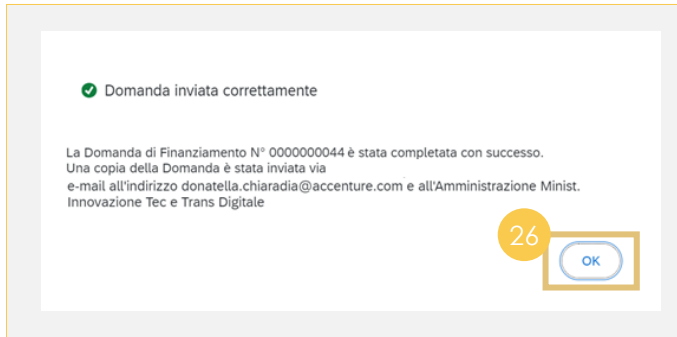 Domanda inviata correttamente
La Domanda di Finanziamento N° 0000000044 è stata completata con successo.
Una copia della Domanda è stata inviata via
e-mail all'indirizzo donatella.chiaradia@accenture.com e all'Amministrazione Minist.
Innovazione Tec e Trans Digitale
26
OK